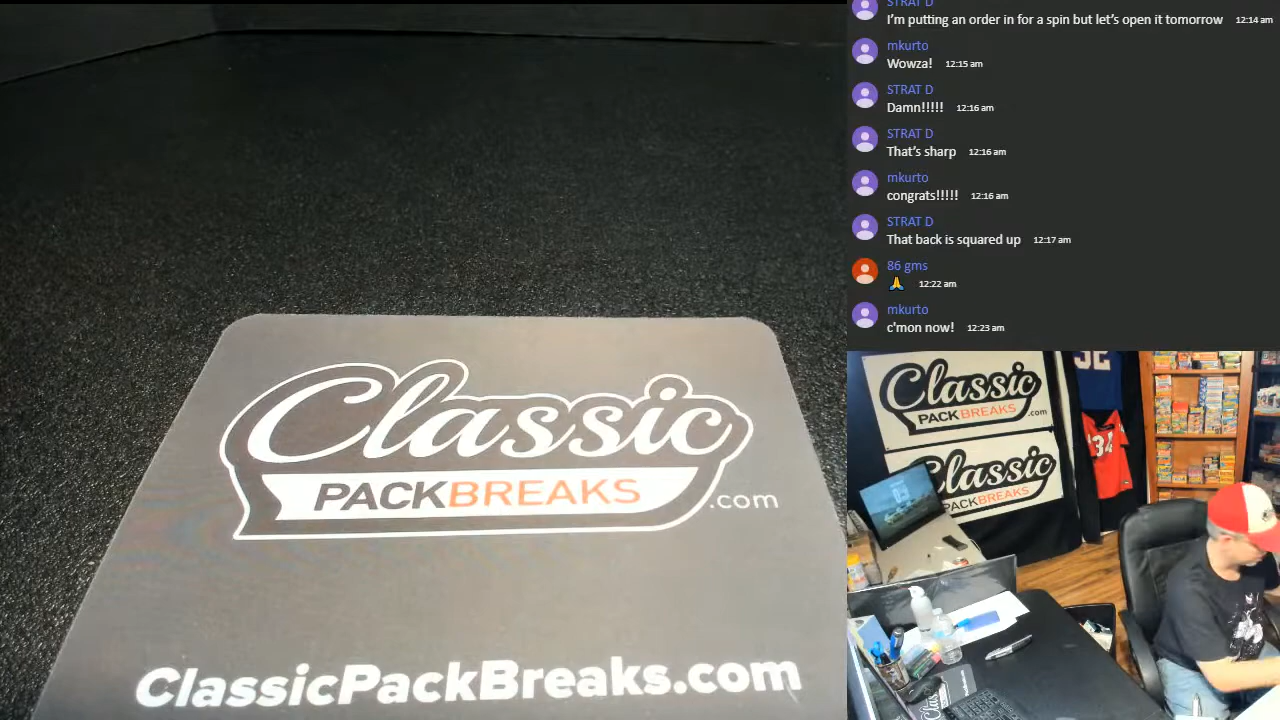 STRAT D
I'm putting an order in for a spin but let's open it tomorrow 12:14 am
mkurto
Wowza! 12:15 am
STRAT D
Damn!!!!! 12:16 am
STRAT D
That's sharp 12:16 am
mkurto
congrats!!!!! 12:16 am
STRAT D
That back is squared up 12:17 am
86 gms
🙏 12:22 am
mkurto
c'mon now! 12:23 am
Classic
PACKBREAKS
.com
ClassicPackBreaks.com
Classic
PACKBREAKS
.com
Classic
PACKBREAKS
32
34